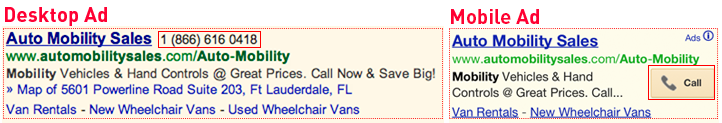 Desktop Ad
Auto Mobility Sales 1 (866) 616 0418
www.automobilitysales.com/Auto-Mobility
Mobility Vehicles & Hand Controls @ Great Prices. Call Now & Save Big!
» Map of 5601 Powerline Road Suite 203, Ft Lauderdale, FL
Van Rentals - New Wheelchair Vans - Used Wheelchair Vans
Mobile Ad
Auto Mobility Sales Ads
www.automobilitysales.com/Auto-Mobility
Mobility Vehicles & Hand
Controls @ Great Prices. Call...
Call
Van Rentals - New Wheelchair Vans